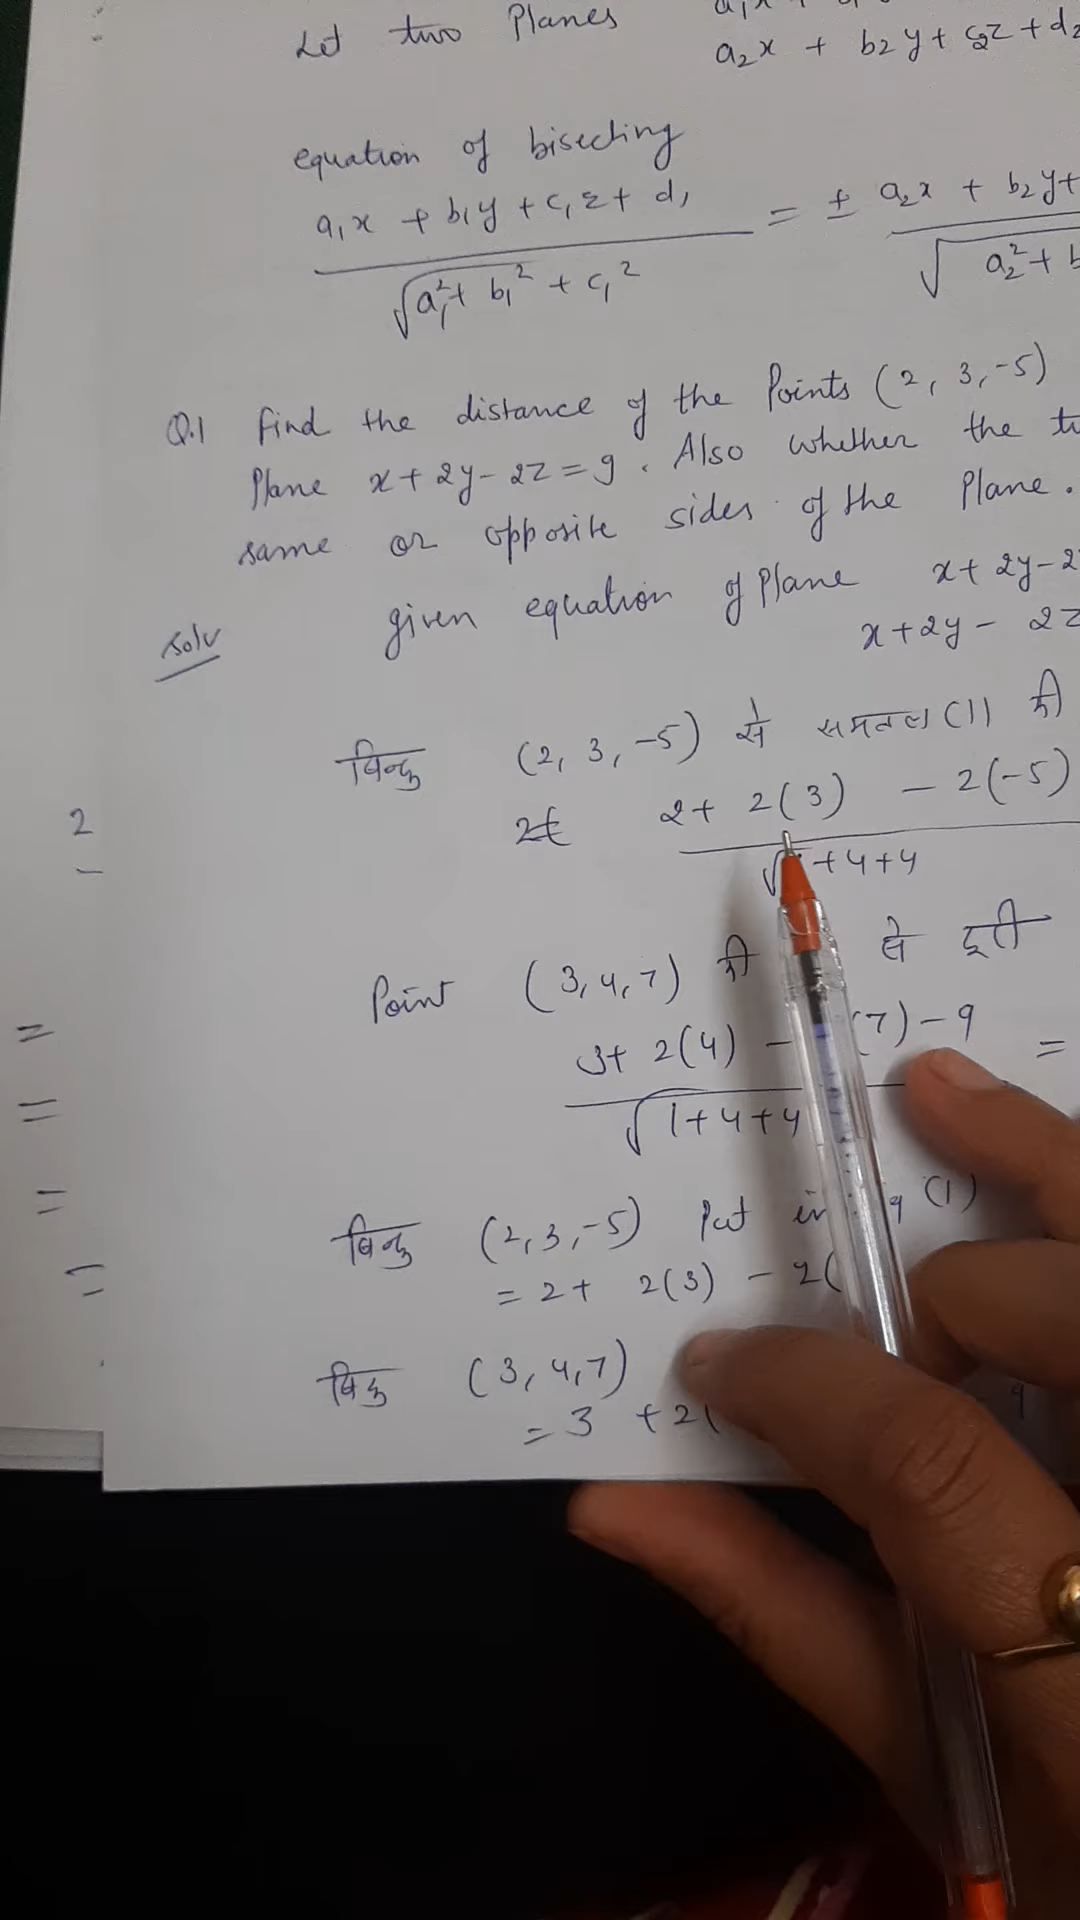 Let two Planes
a₂x + b₂y + c₂z + d₂
equation of bisecting
a₁x + b₁y + c₁z + d₁ = ± a₂x + b₂y +
√a₁² + b₁² + c₁² √ a₂² + b
Q.1 find the distance of the Points (2, 3, -5)
Plane x + 2y - 2z = 9. Also whether the
same or opposite sides of the Plane.
Solv given equation of Plane x + 2y - 2
x + 2y - 2z
बिन्दु (2, 3, -5) से समतल (1) की
2 + 2(3) - 2(-5)
√ + 4 + 4
Point (3, 4, 7) की से दूरी
3 + 2(4) - (7) - 9 =
√1 + 4 + 4
बिन्दु (2, 3, -5) Put in (1)
= 2 + 2(3) - 2(
बिन्दु (3, 4, 7)
= 3 + 2( 9
2
=
=
=
=